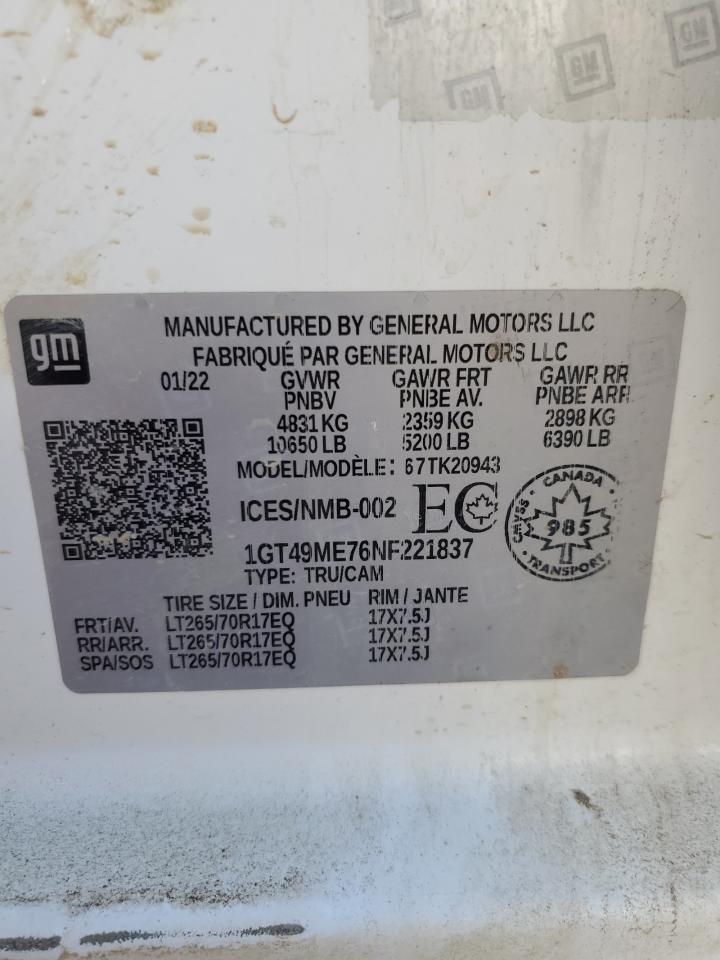 GM
GM
GM
gm
MANUFACTURED BY GENERAL MOTORS LLC
FABRIQUÉ PAR GENERAL MOTORS LLC
01/22 GVWR GAWR FRT GAWR RR
PNBV PNBE AV. PNBE ARR.
4831 KG 2359 KG 2898 KG
10650 LB 5200 LB 6390 LB
MODEL/MODÈLE: 67TK20943
ICES/NMB-002 EC
CANADA
CMVSS 985
TRANSPORT
1GT49ME76NF221837
TYPE: TRU/CAM
TIRE SIZE / DIM. PNEU RIM / JANTE
FRT/AV. LT265/70R17EQ 17X7.5J
RR/ARR. LT265/70R17EQ 17X7.5J
SPA/SOS LT265/70R17EQ 17X7.5J